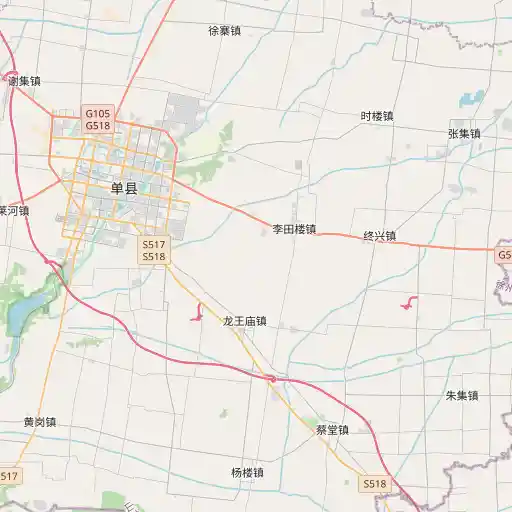 徐寨镇
谢集镇
G105
G518
时楼镇
张集镇
单县
莱河镇
李田楼镇
终兴镇
S517
S518
G5
龙王庙镇
朱集镇
黄岗镇
蔡堂镇
杨楼镇
517
S518